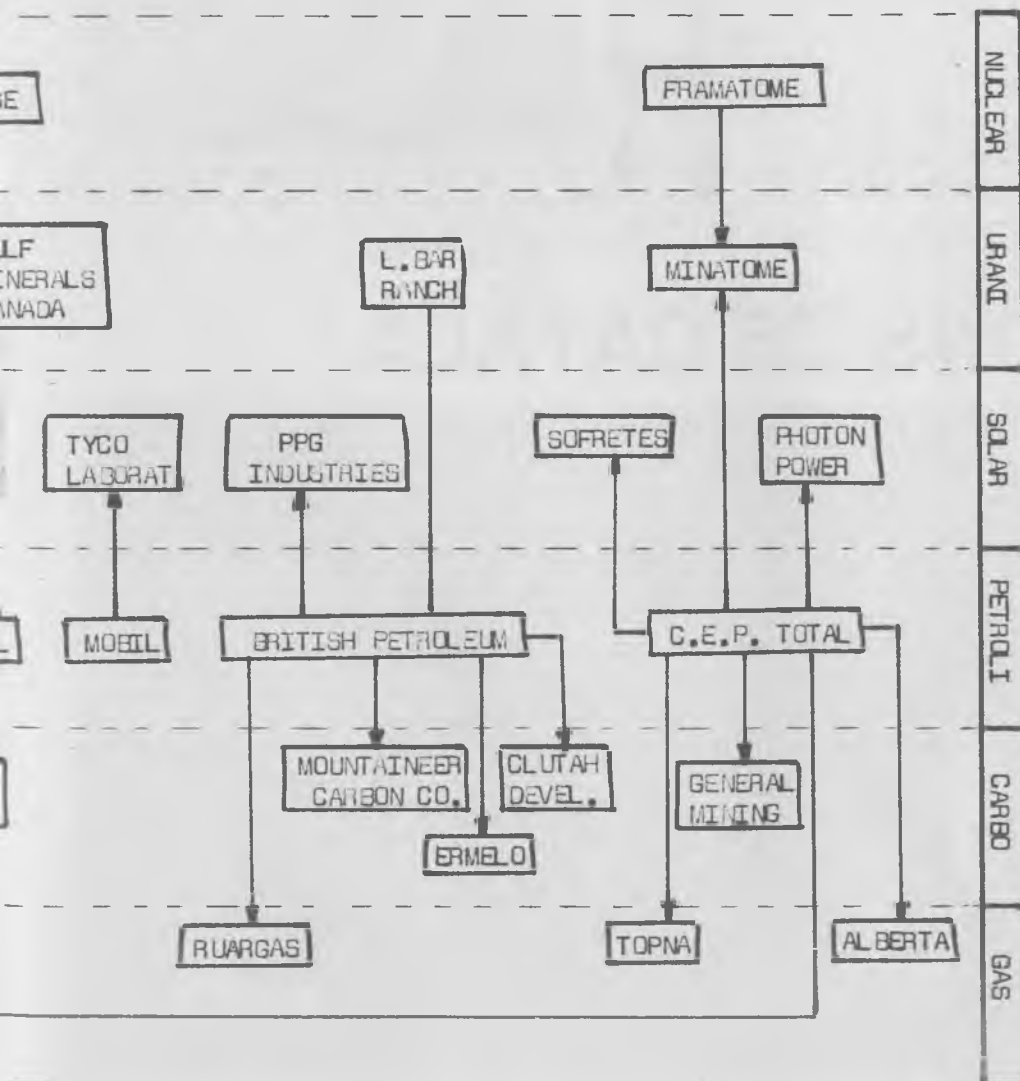 FRAMATOME
NUCLEAR
L.BAR
RANCH
MINATOME
URANI
INERALS
TYCO
LABORAT.
PPG
INDUSTRIES
SOFRETES
PHOTON
POWER
SOLAR
MOBIL
BRITISH PETROLEUM
C.E.P. TOTAL
PETROLI
MOUNTAINEER
CARBON CO.
CLUTAH
DEVEL.
GENERAL
MINING
ERMELO
CARBO
RUARGAS
TOPNA
ALBERTA
GAS